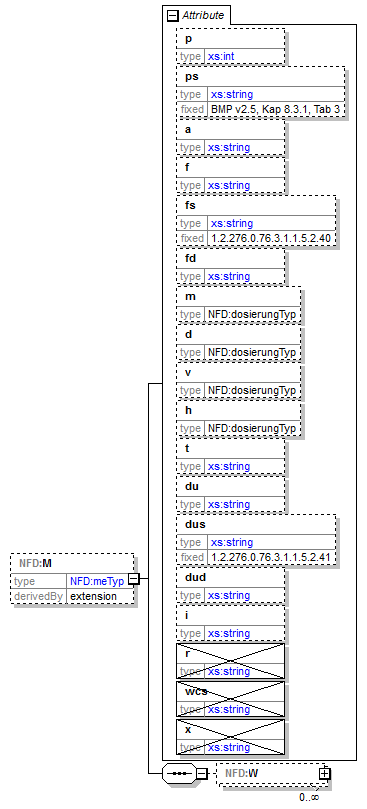 Attribute
p
type xs:int
ps
type xs:string
fixed BMP v2.5, Kap 8.3.1, Tab 3
a
type xs:string
f
type xs:string
fs
type xs:string
fixed 1.2.276.0.76.3.1.1.5.2.40
fd
type xs:string
m
type NFD:dosierungTyp
d
type NFD:dosierungTyp
v
type NFD:dosierungTyp
h
type NFD:dosierungTyp
t
type xs:string
du
type xs:string
dus
type xs:string
fixed 1.2.276.0.76.3.1.1.5.2.41
dud
type xs:string
i
type xs:string
r
type xs:string
wcs
type xs:string
x
type xs:string
NFD:M
type NFD:meTyp
derivedBy extension
NFD:W
0..∞